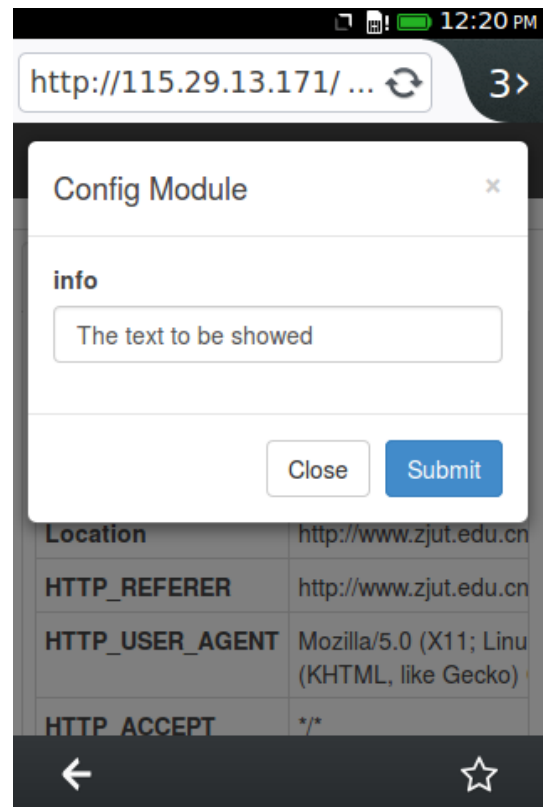 12:20 PM
http://115.29.13.171/ ...
3>
Config Module
×
info
The text to be showed
Close
Submit
Location http://www.zjut.edu.cn
HTTP_REFERER http://www.zjut.edu.cn
HTTP_USER_AGENT Mozilla/5.0 (X11; Linu
(KHTML, like Gecko)
HTTP_ACCEPT */*